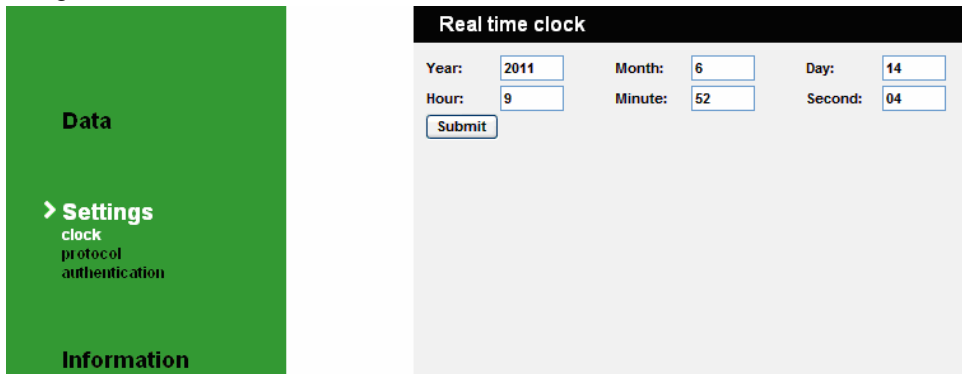 Data
Settings
clock
protocol
authentication
Information
Real time clock
Year: 2011 Month: 6 Day: 14
Hour: 9 Minute: 52 Second: 04
Submit